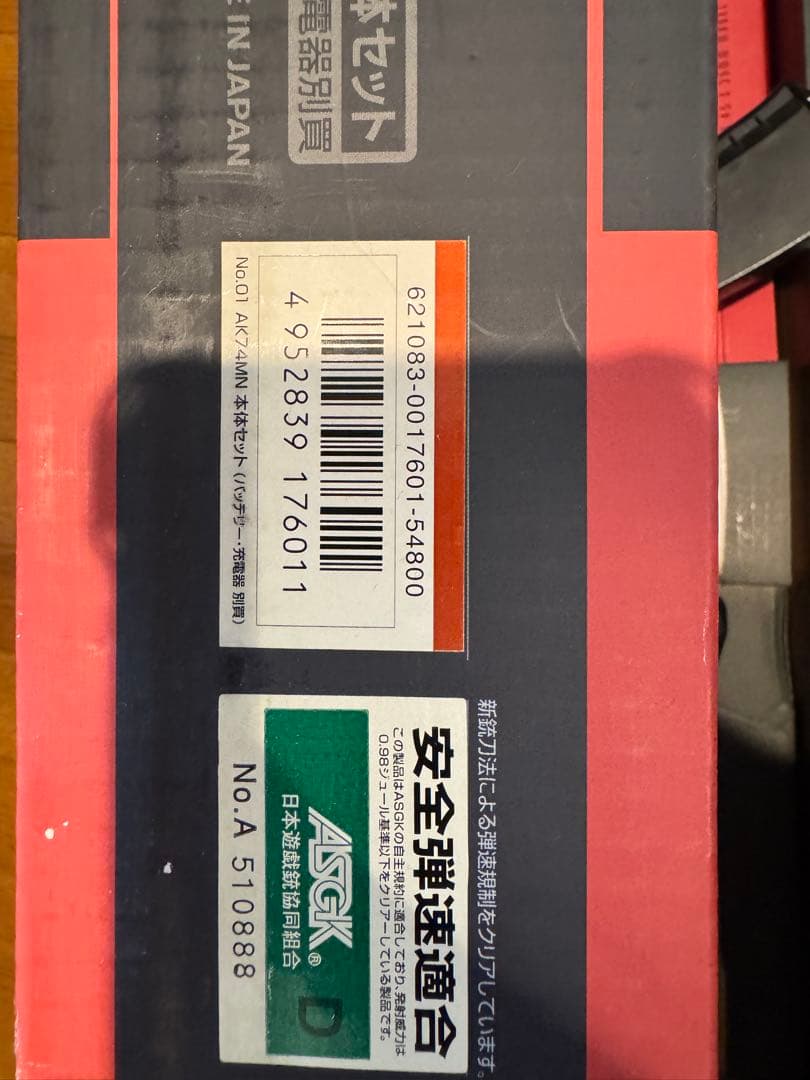 本体セット
電器別買
E IN JAPAN
621083-0017601-54800
4 952839 176011
No.01 AK74MN 本体セット (バッテリー・充電器 別買)
新銃刀法による弾速規制をクリアしています。
安全弾速適合
この製品はASGKの自主規約に適合しており、発射威力は
0.98ジュール基準以下をクリアーしている製品です。
ASGK®
日本遊戯銃協同組合
D
No.A 510888